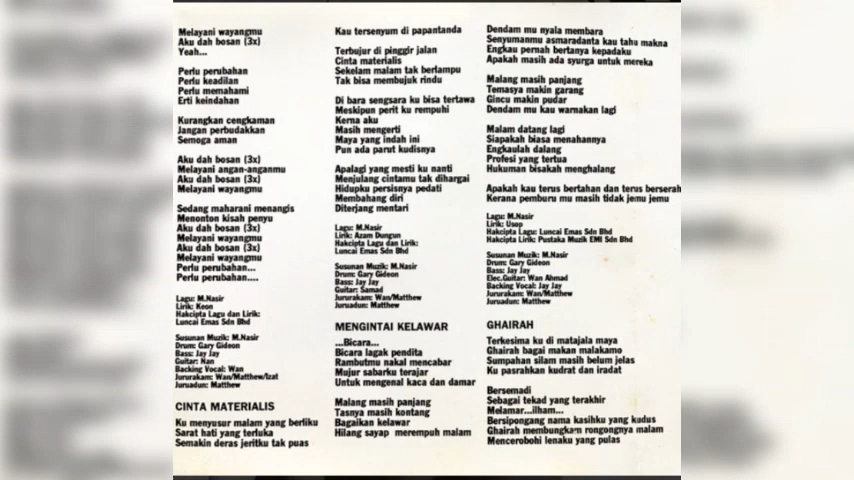 Melayani wayangmu
Aku dah bosan (3x)
Yeah...
Perlu perubahan
Perlu keadilan
Perlu memahami
Erti keindahan
Kurangkan cengkaman
Jangan perbudakkan
Semoga aman
Aku dah bosan (3x)
Melayani angan-anganmu
Aku dah bosan (3x)
Melayani wayangmu
Sedang maharani menangis
Menonton kisah penyu
Aku dah bosan (3x)
Melayani wayangmu
Aku dah bosan (3x)
Melayani wayangmu
Perlu perubahan...
Perlu perubahan....
Lagu: M.Nasir
Lirik: Keon
Hakcipta Lagu dan Lirik:
Luncai Emas Sdn Bhd
Susunan Muzik: M.Nasir
Drum: Gary Gideon
Bass: Jay Jay
Guitar: Nan
Backing Vocal: Wan
Jururakam: Wan/Matthew/Izat
Juruadun: Matthew
CINTA MATERIALIS
Ku menyusur malam yang berliku
Sarat hati yang terluka
Semakin deras jeritku tak puas
Kau tersenyum di papantanda
Terbujur di pinggir jalan
Cinta materialis
Sekelam malam tak berlampu
Tak bisa membujuk rindu
Di bara sengsara ku bisa tertawa
Meskipun perit ku rempuhi
Kerna aku
Masih mengerti
Maya yang indah ini
Pun ada parut kudisnya
Apalagi yang mesti ku nanti
Menjulang cintamu tak dihargai
Hidupku persisnya pedati
Membahang diri
Diterjang mentari
Lagu: M.Nasir
Lirik: Azam Dungun
Hakcipta Lagu dan Lirik:
Luncai Emas Sdn Bhd
Susunan Muzik: M.Nasir
Drum: Gary Gideon
Bass: Jay Jay
Guitar: Samad
Jururakam: Wan/Matthew
Juruadun: Matthew
MENGINTAI KELAWAR
...Bicara...
Bicara lagak pendita
Rambutmu nakal mencabar
Mujur sabarku terajar
Untuk mengenal kaca dan damar
Malang masih panjang
Tasnya masih kontang
Bagaikan kelawar
Hilang sayap merempuh malam
Dendam mu nyala membara
Senyumanmu asmaradanta kau tahu makna
Engkau pernah bertanya kepadaku
Apakah masih ada syurga untuk mereka
Malang masih panjang
Temasya makin garang
Gincu makin pudar
Dendam mu kau warnakan lagi
Malam datang lagi
Siapakah biasa menahannya
Engkaulah dalang
Profesi yang tertua
Hukuman bisakah menghalang
Apakah kau terus bertahan dan terus berserah
Kerana pemburu mu masih tidak jemu jemu
Lagu: M.Nasir
Lirik: Usop
Hakcipta Lagu: Luncai Emas Sdn Bhd
Hakcipta Lirik: Pustaka Muzik EMI Sdn Bhd
Susunan Muzik: M.Nasir
Drum: Gary Gideon
Bass: Jay Jay
Elec.Guitar: Wan Ahmad
Backing Vocal: Jay Jay
Jururakam: Wan/Matthew
Juruadun: Matthew
GHAIRAH
Terkesima ku di matajala maya
Ghairah bagai makan malakamo
Sumpahan silam masih belum jelas
Ku pasrahkan kudrat dan iradat
Bersemadi
Sebagai tekad yang terakhir
Melamar...ilham...
Bersipongang nama kasihku yang kudus
Ghairah membungkam rongongnya malam
Mencerobohi lenaku yang pulas